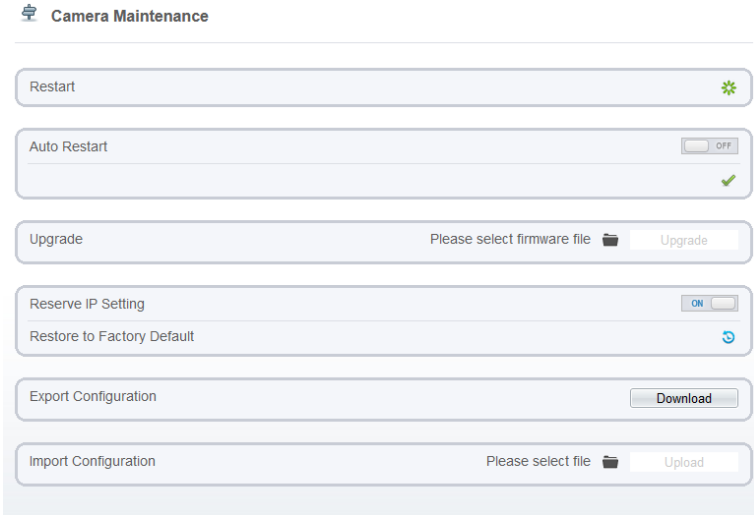 Camera Maintenance
Restart
Auto Restart OFF
Upgrade Please select firmware file Upgrade
Reserve IP Setting ON
Restore to Factory Default
Export Configuration Download
Import Configuration Please select file Upload